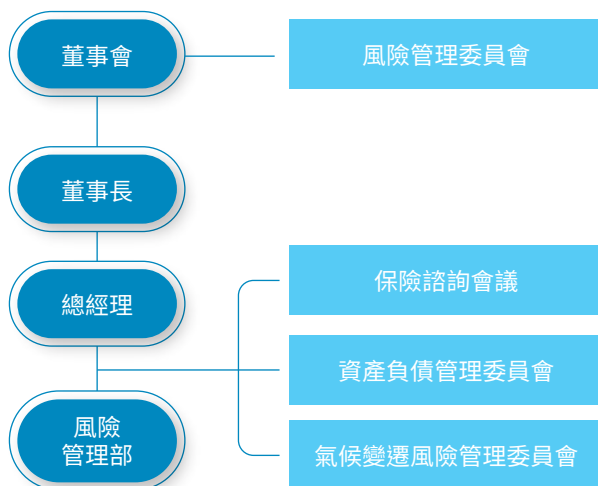 董事會
風險管理委員會
董事長
總經理
保險諮詢會議
資產負債管理委員會
風險
管理部
氣候變遷風險管理委員會